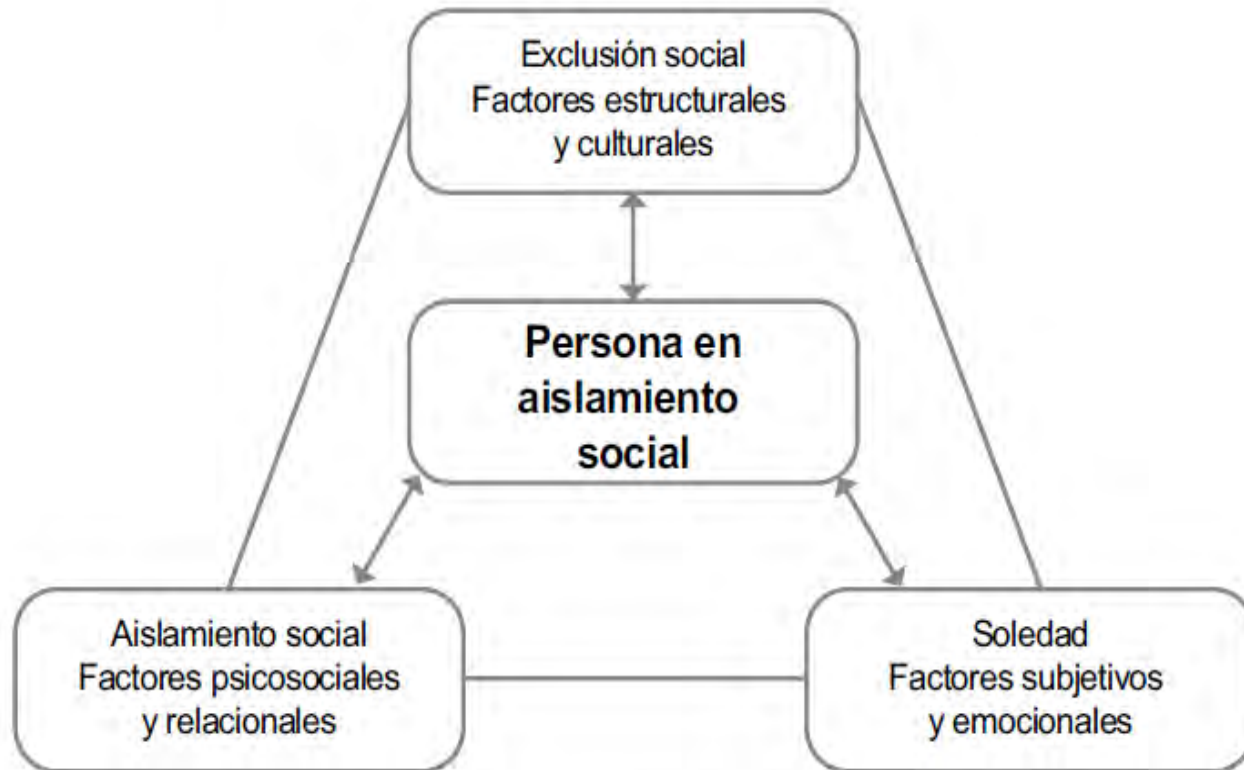 Exclusión social
Factores estructurales
y culturales
Persona en
aislamiento
social
Aislamiento social
Factores psicosociales
y relacionales
Soledad
Factores subjetivos
y emocionales